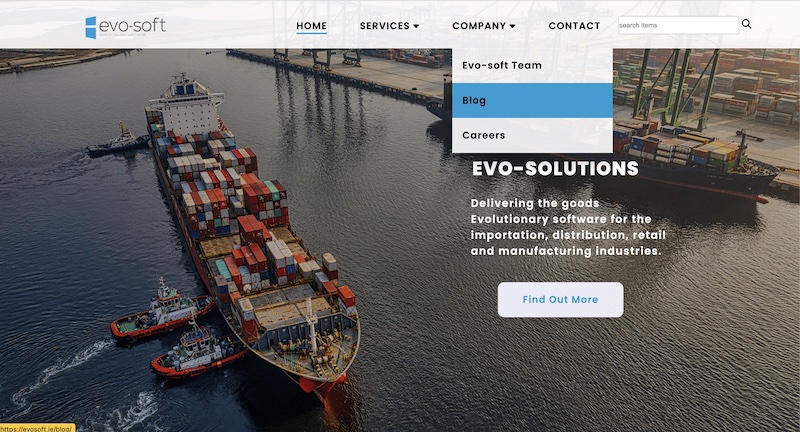 evo-soft
HOME
SERVICES
COMPANY
CONTACT
search items
Evo-soft Team
Blog
Careers
EVO-SOLUTIONS
Delivering the goods
Evolutionary software for the
importation, distribution, retail
and manufacturing industries.
Find Out More
https://evosoft.ie/blog/